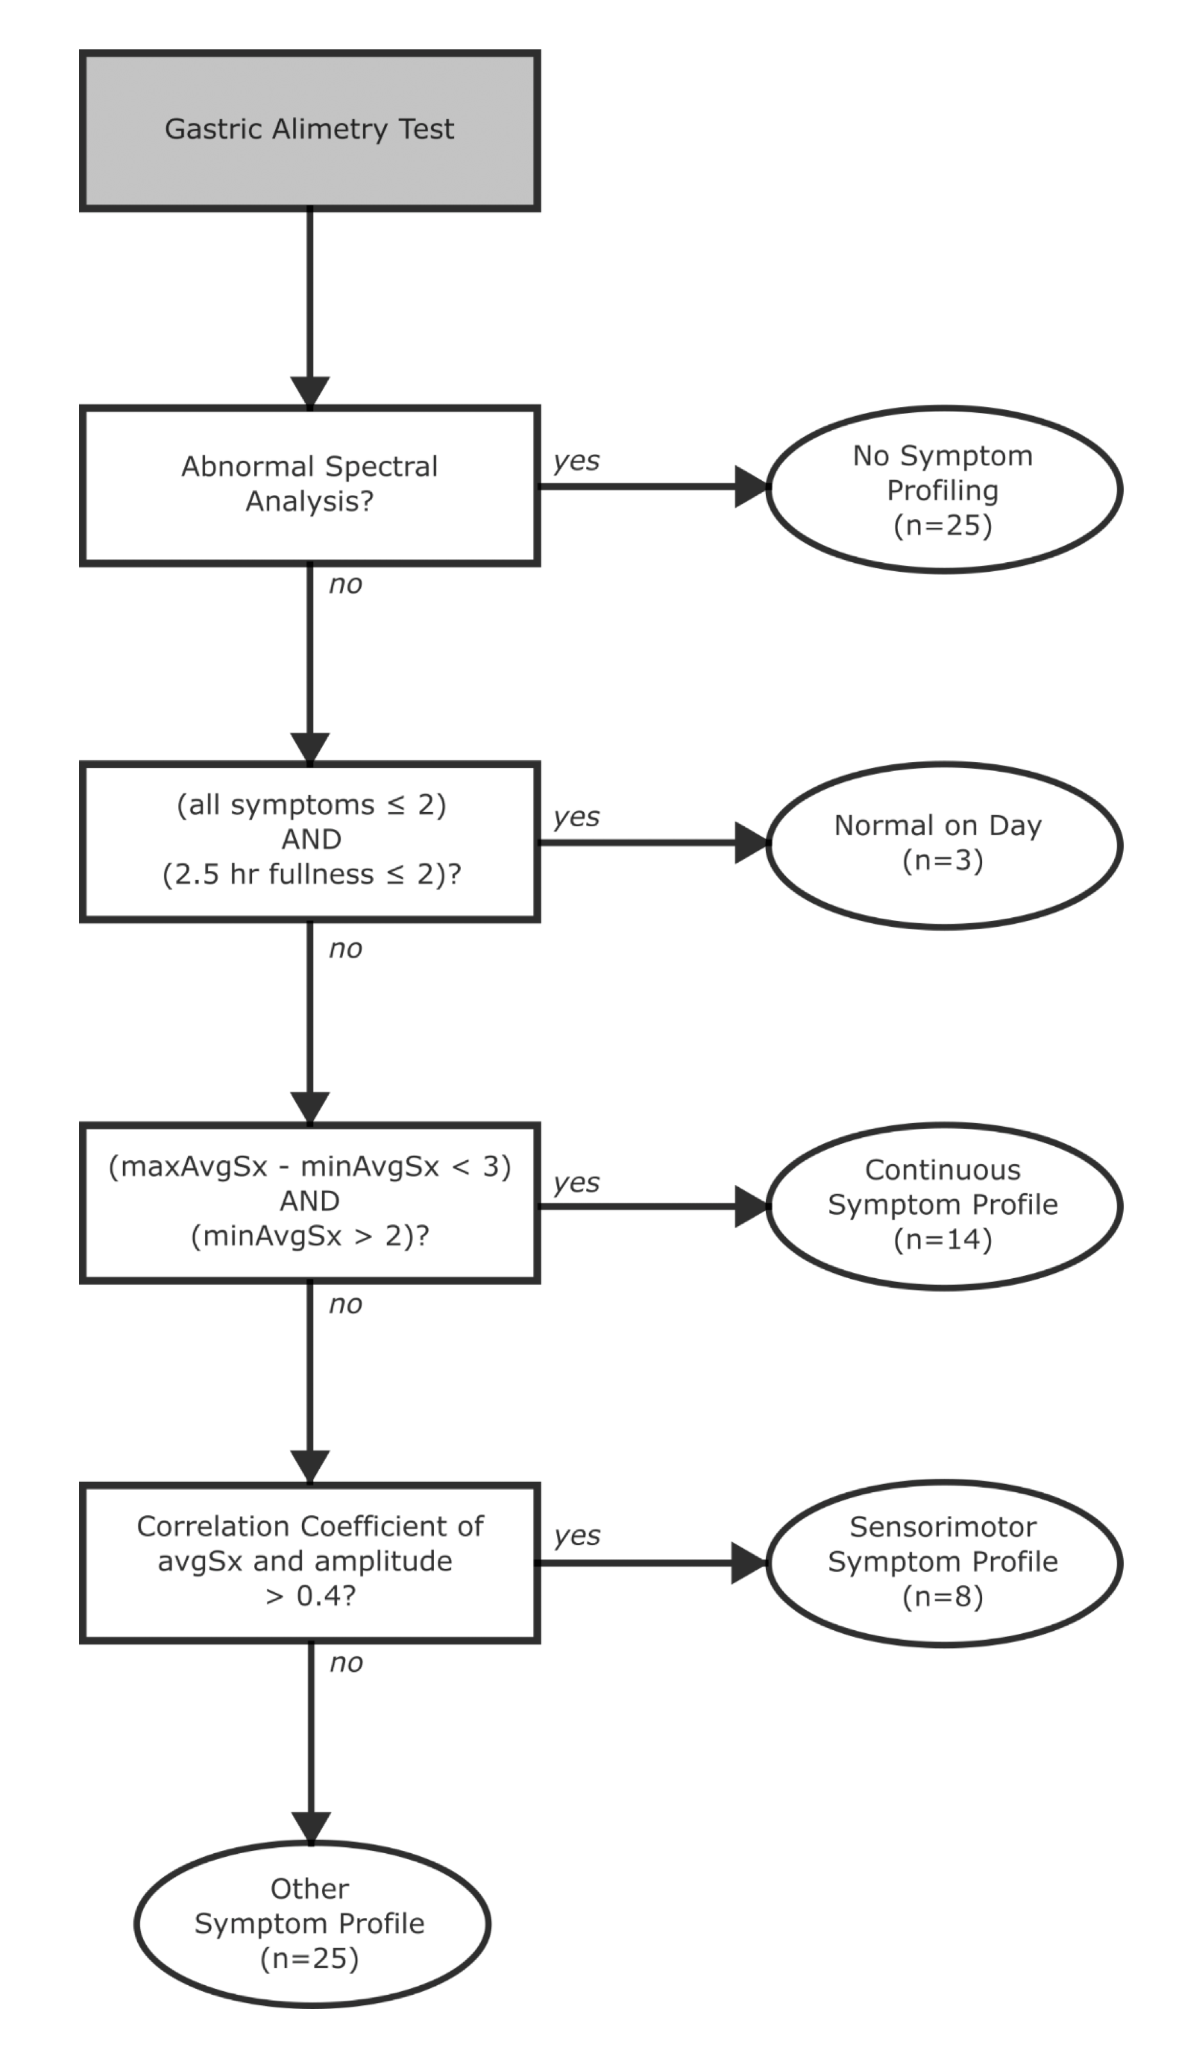 Gastric Alimetry Test
Abnormal Spectral
Analysis?
yes
No Symptom
Profiling
(n=25)
no
(all symptoms ≤ 2)
AND
(2.5 hr fullness ≤ 2)?
yes
Normal on Day
(n=3)
no
(maxAvgSx - minAvgSx < 3)
AND
(minAvgSx > 2)?
yes
Continuous
Symptom Profile
(n=14)
no
Correlation Coefficient of
avgSx and amplitude
> 0.4?
yes
Sensorimotor
Symptom Profile
(n=8)
no
Other
Symptom Profile
(n=25)